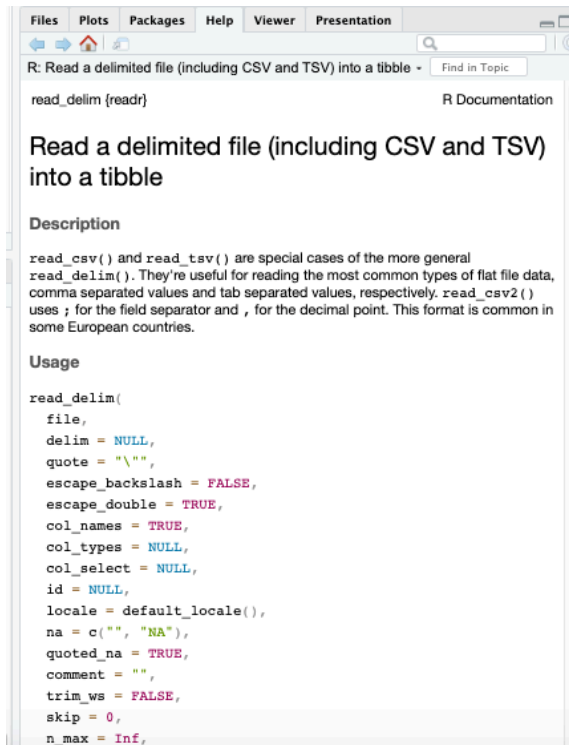 Files Plots Packages Help Viewer Presentation
R: Read a delimited file (including CSV and TSV) into a tibble Find in Topic
read_delim {readr} R Documentation
Read a delimited file (including CSV and TSV)
into a tibble
Description
read_csv() and read_tsv() are special cases of the more general
read_delim(). They're useful for reading the most common types of flat file data,
comma separated values and tab separated values, respectively. read_csv2()
uses ; for the field separator and , for the decimal point. This format is common in
some European countries.
Usage
read_delim(
  file,
  delim = NULL,
  quote = "\"",
  escape_backslash = FALSE,
  escape_double = TRUE,
  col_names = TRUE,
  col_types = NULL,
  col_select = NULL,
  id = NULL,
  locale = default_locale(),
  na = c("", "NA"),
  quoted_na = TRUE,
  comment = "",
  trim_ws = FALSE,
  skip = 0,
  n_max = Inf,